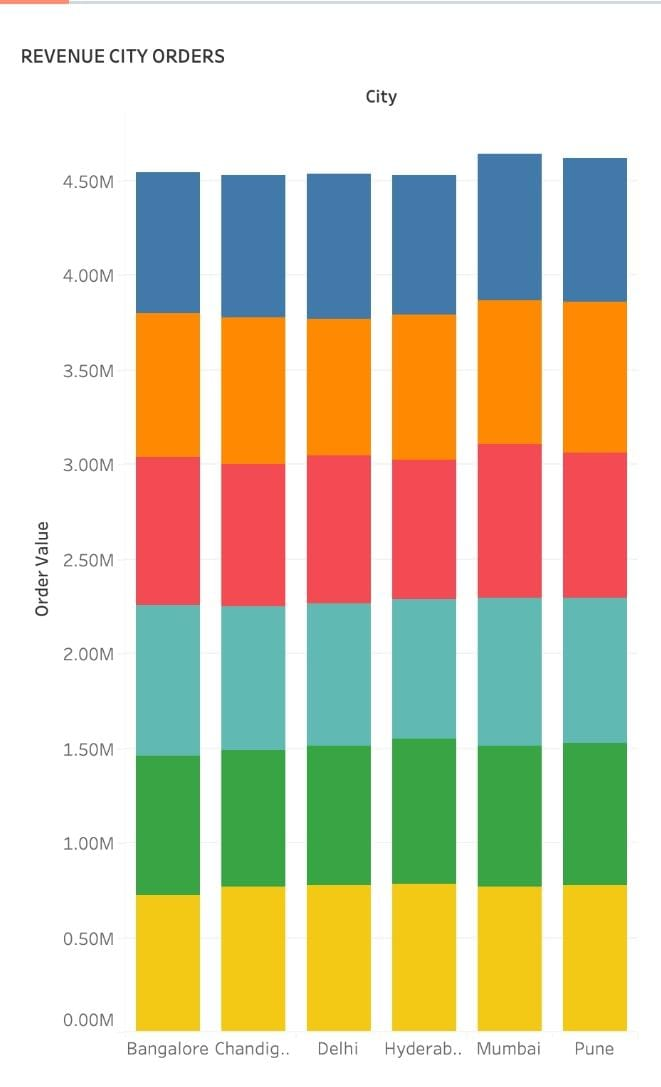 REVENUE CITY ORDERS
City
4.50M
4.00M
3.50M
3.00M
2.50M
2.00M
1.50M
1.00M
0.50M
0.00M
Order Value
Bangalore Chandig.. Delhi Hyderab.. Mumbai Pune